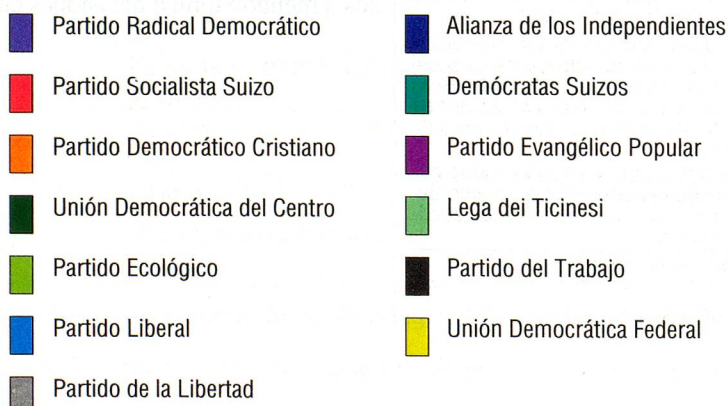 Partido Radical Democrático
Partido Socialista Suizo
Partido Democrático Cristiano
Unión Democrática del Centro
Partido Ecológico
Partido Liberal
Partido de la Libertad
Alianza de los Independientes
Demócratas Suizos
Partido Evangélico Popular
Lega dei Ticinesi
Partido del Trabajo
Unión Democrática Federal